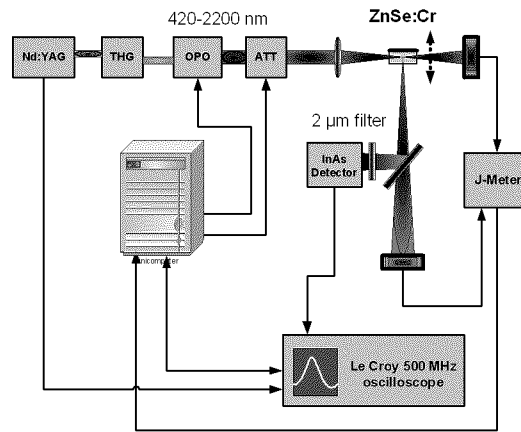 420-2200 nm
ZnSe:Cr
Nd:YAG
THG
OPO
ATT
2 µm filter
InAs
Detector
J-Meter
Le Croy 500 MHz
oscilloscope